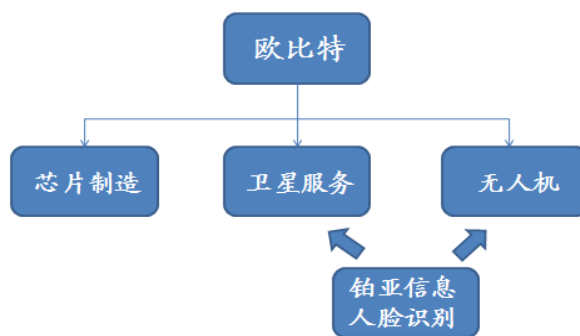 欧比特
芯片制造
卫星服务
无人机
铂亚信息
人脸识别